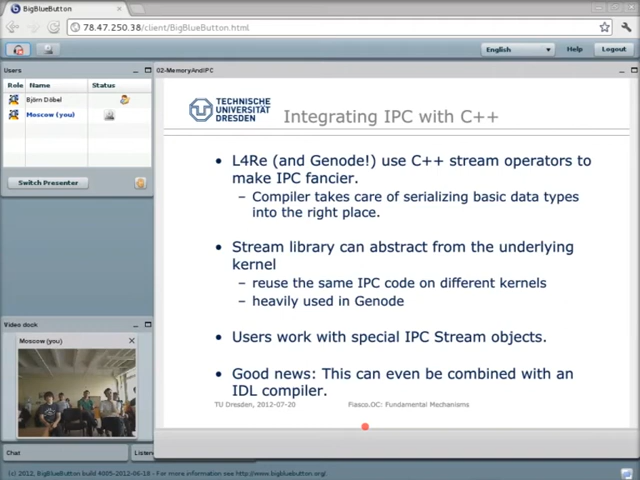 BigBlueButton
78.47.250.38/client/BigBlueButton.html
English
Help
Logout
Users
02-MemoryAndIPC
Role Name Status
Björn Döbel
Moscow (you)
Switch Presenter
TECHNISCHE
UNIVERSITÄT
DRESDEN
Integrating IPC with C++
• L4Re (and Genode!) use C++ stream operators to
make IPC fancier.
– Compiler takes care of serializing basic data types
into the right place.
• Stream library can abstract from the underlying
kernel
– reuse the same IPC code on different kernels
– heavily used in Genode
• Users work with special IPC Stream objects.
• Good news: This can even be combined with an
IDL compiler.
TU Dresden, 2012-07-20
Fiasco.OC: Fundamental Mechanisms
Video dock
Moscow (you)
Chat
Listen
(c) 2012, BigBlueButton build 4005-2012-06-18 - For more information see http://www.bigbluebutton.org/.